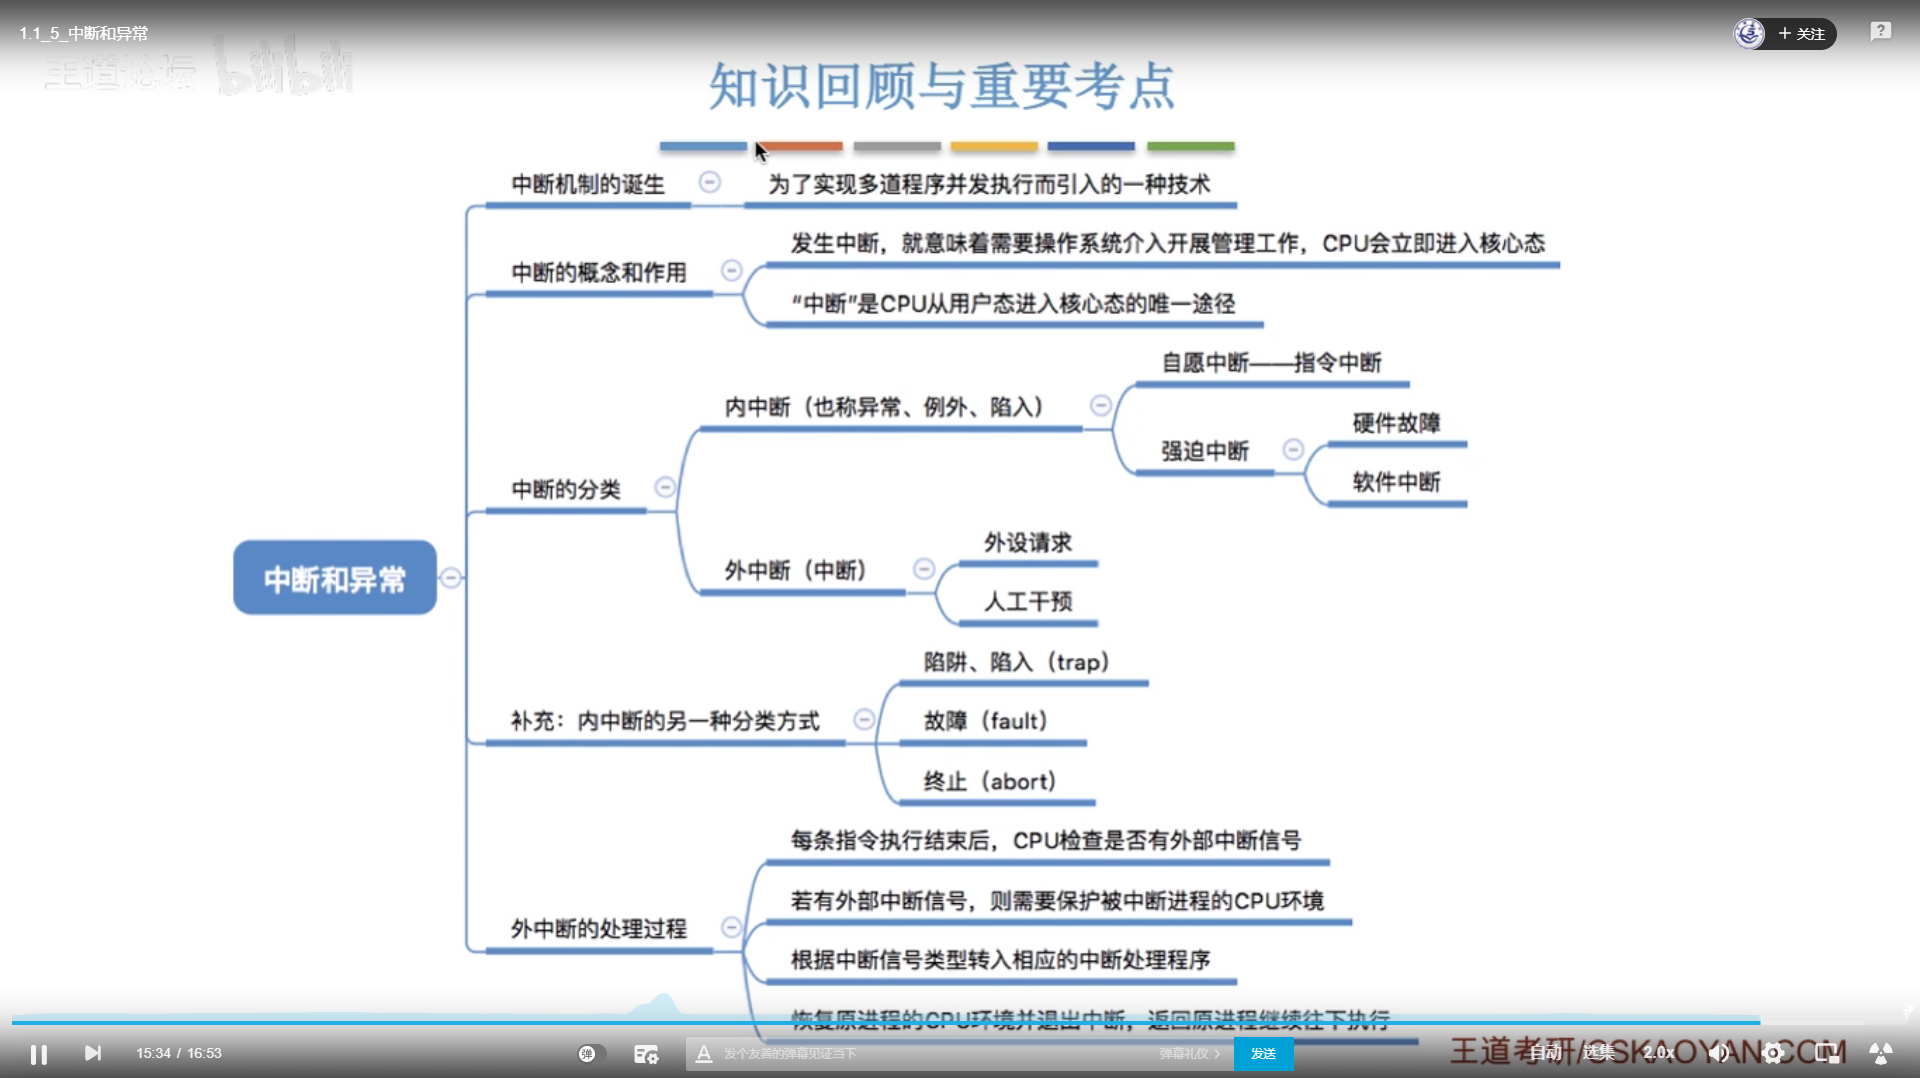 1.1_5_中断和异常
+ 关注
王道论坛 bilibili
知识回顾与重要考点
中断机制的诞生
为了实现多道程序并发执行而引入的一种技术
中断的概念和作用
发生中断，就意味着需要操作系统介入开展管理工作，CPU会立即进入核心态
“中断”是CPU从用户态进入核心态的唯一途径
中断的分类
内中断（也称异常、例外、陷入）
自愿中断——指令中断
强迫中断
硬件故障
软件中断
外中断（中断）
外设请求
人工干预
中断和异常
补充：内中断的另一种分类方式
陷阱、陷入（trap）
故障（fault）
终止（abort）
外中断的处理过程
每条指令执行结束后，CPU检查是否有外部中断信号
若有外部中断信号，则需要保护被中断进程的CPU环境
根据中断信号类型转入相应的中断处理程序
恢复原进程的CPU环境并退出中断，返回原进程继续往下执行
15:34 / 16:53
弹
A 发个友善的弹幕见证当下
弹幕礼仪 >
发送
自动
选集
2.0x
王道考研/CSKAOYAN.COM